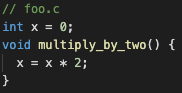 // foo.c
int x = 0;
void multiply_by_two() {
  x = x * 2;
}